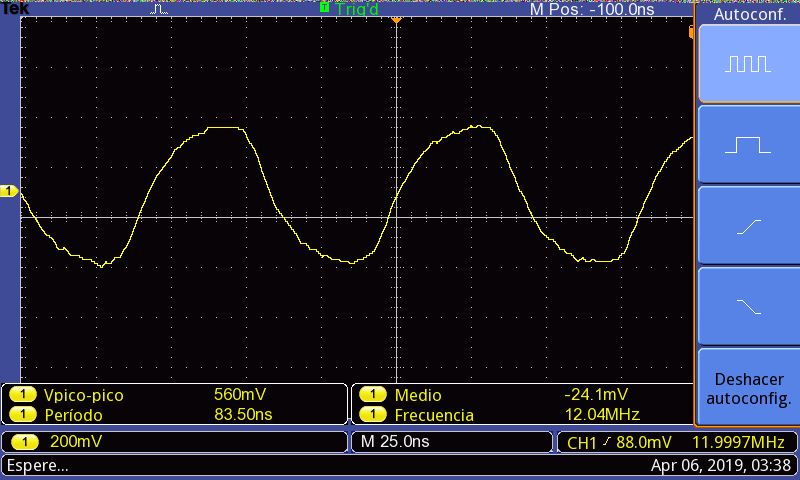 Tek T Trig'd M Pos: -100.0ns Autoconf.
1
1 Vpico-pico 560mV
1 Período 83.50ns
1 Medio -24.1mV
1 Frecuencia 12.04MHz
Deshacer
autoconfig.
1 200mV M 25.0ns CH1 88.0mV 11.9997MHz
Espere... Apr 06, 2019, 03:38